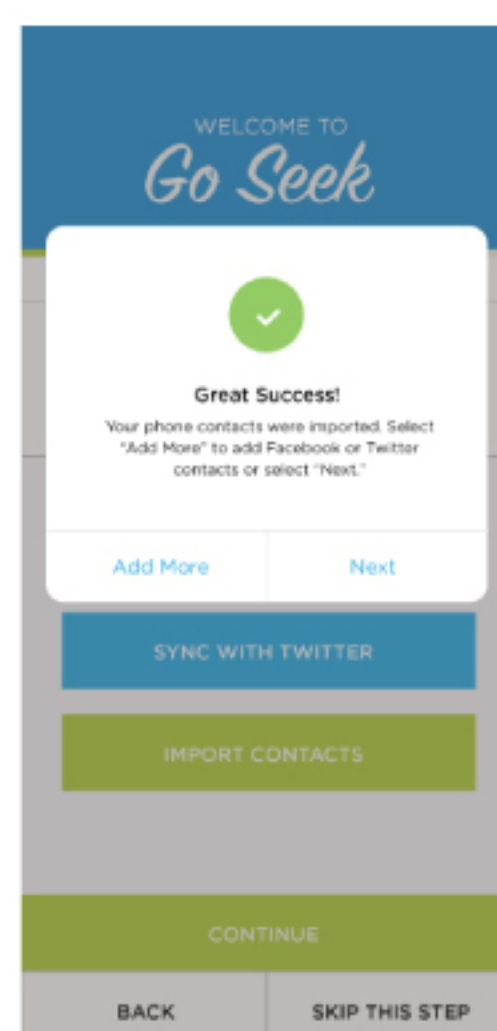 WELCOME TO
Go Seek
Great Success!
Your phone contacts were imported. Select
"Add More" to add Facebook or Twitter
contacts or select "Next."
Add More
Next
SYNC WITH TWITTER
IMPORT CONTACTS
CONTINUE
BACK
SKIP THIS STEP